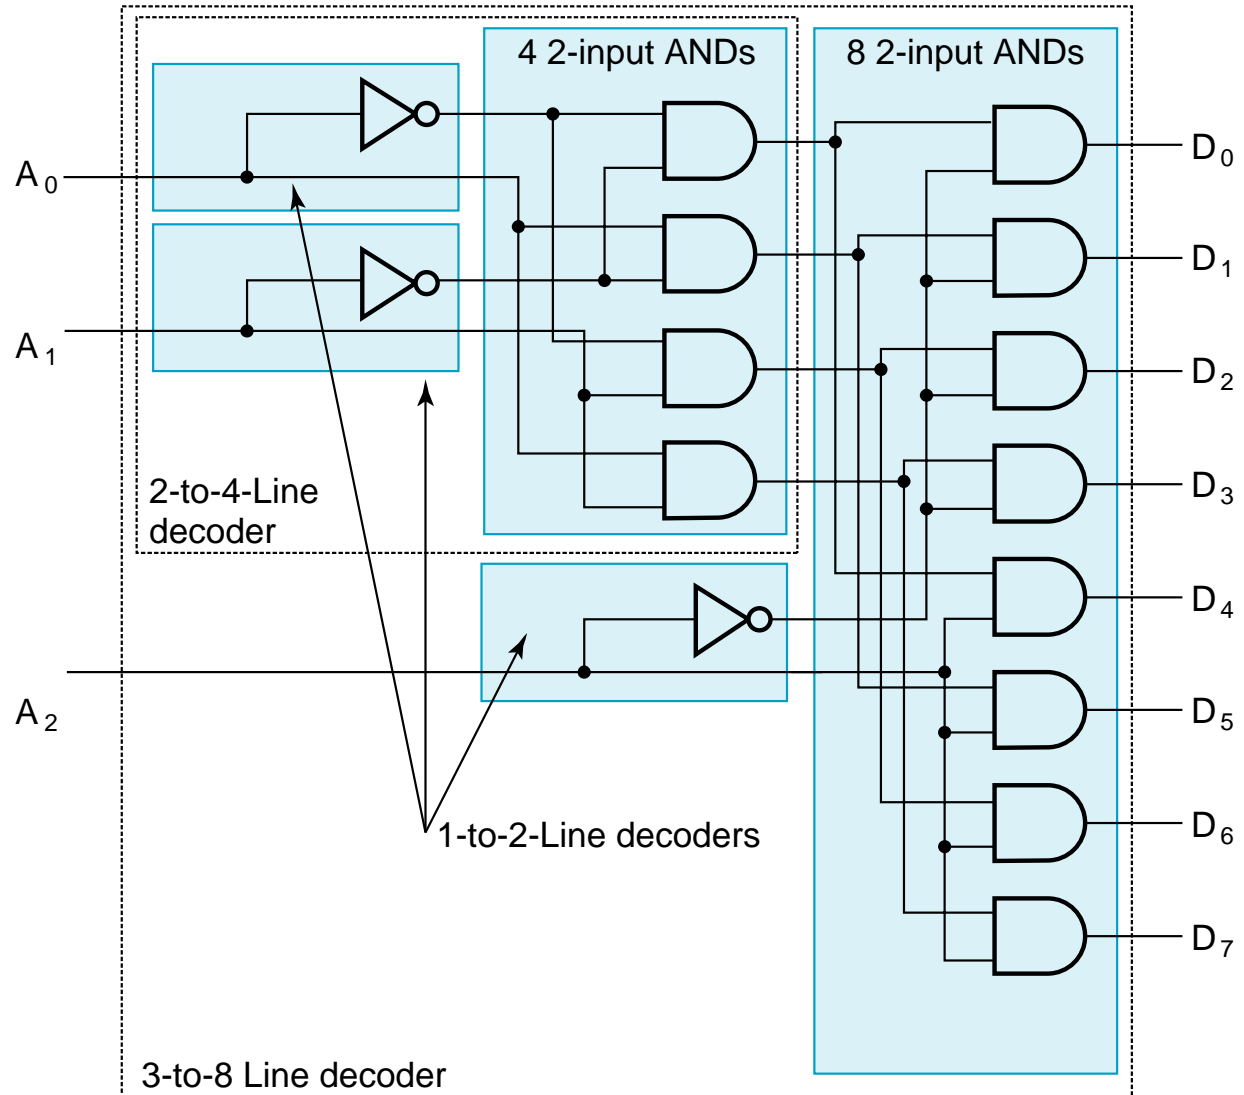 4 2-input ANDs
8 2-input ANDs
A0
A1
A2
D0
D1
D2
D3
D4
D5
D6
D7
2-to-4-Line
decoder
1-to-2-Line decoders
3-to-8 Line decoder